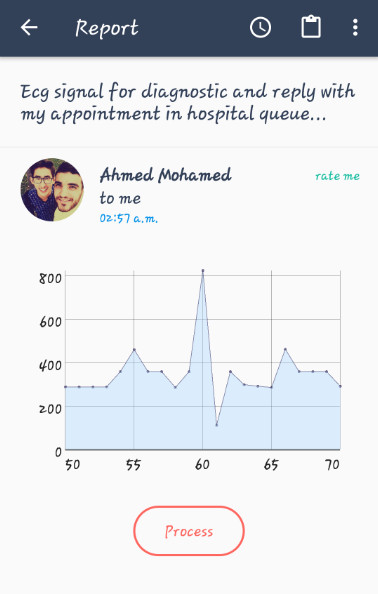 Report
Ecg signal for diagnostic and reply with
my appointment in hospital queue...
Ahmed Mohamed
rate me
to me
02:57 a.m.
800
600
400
200
0
50 55 60 65 70
Process